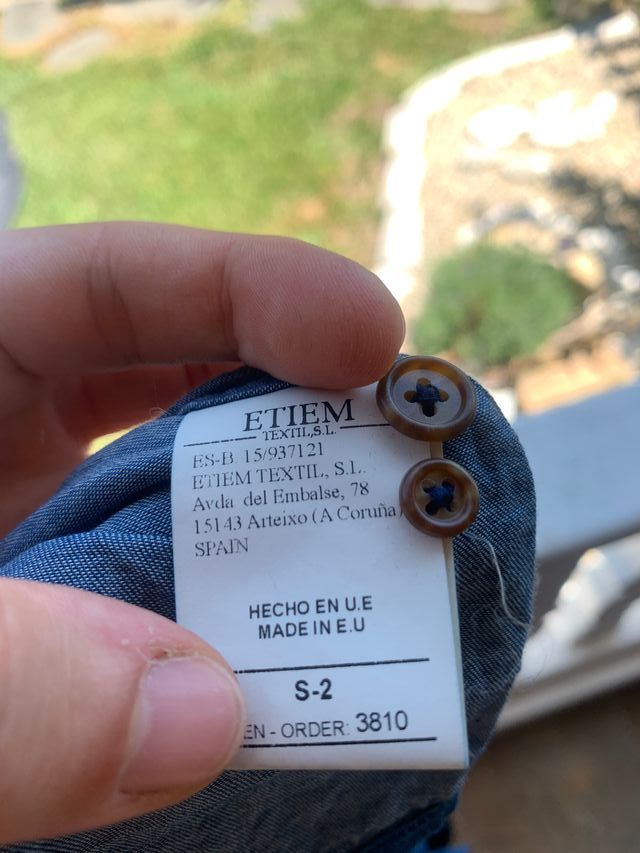 ETIEM
TEXTIL,S.L.
ES-B 15/937121
ETIEM TEXTIL, S.L.
Avda del Embalse, 78
15143 Arteixo (A Coruña)
SPAIN
HECHO EN U.E
MADE IN E.U
S-2
EN - ORDER: 3810